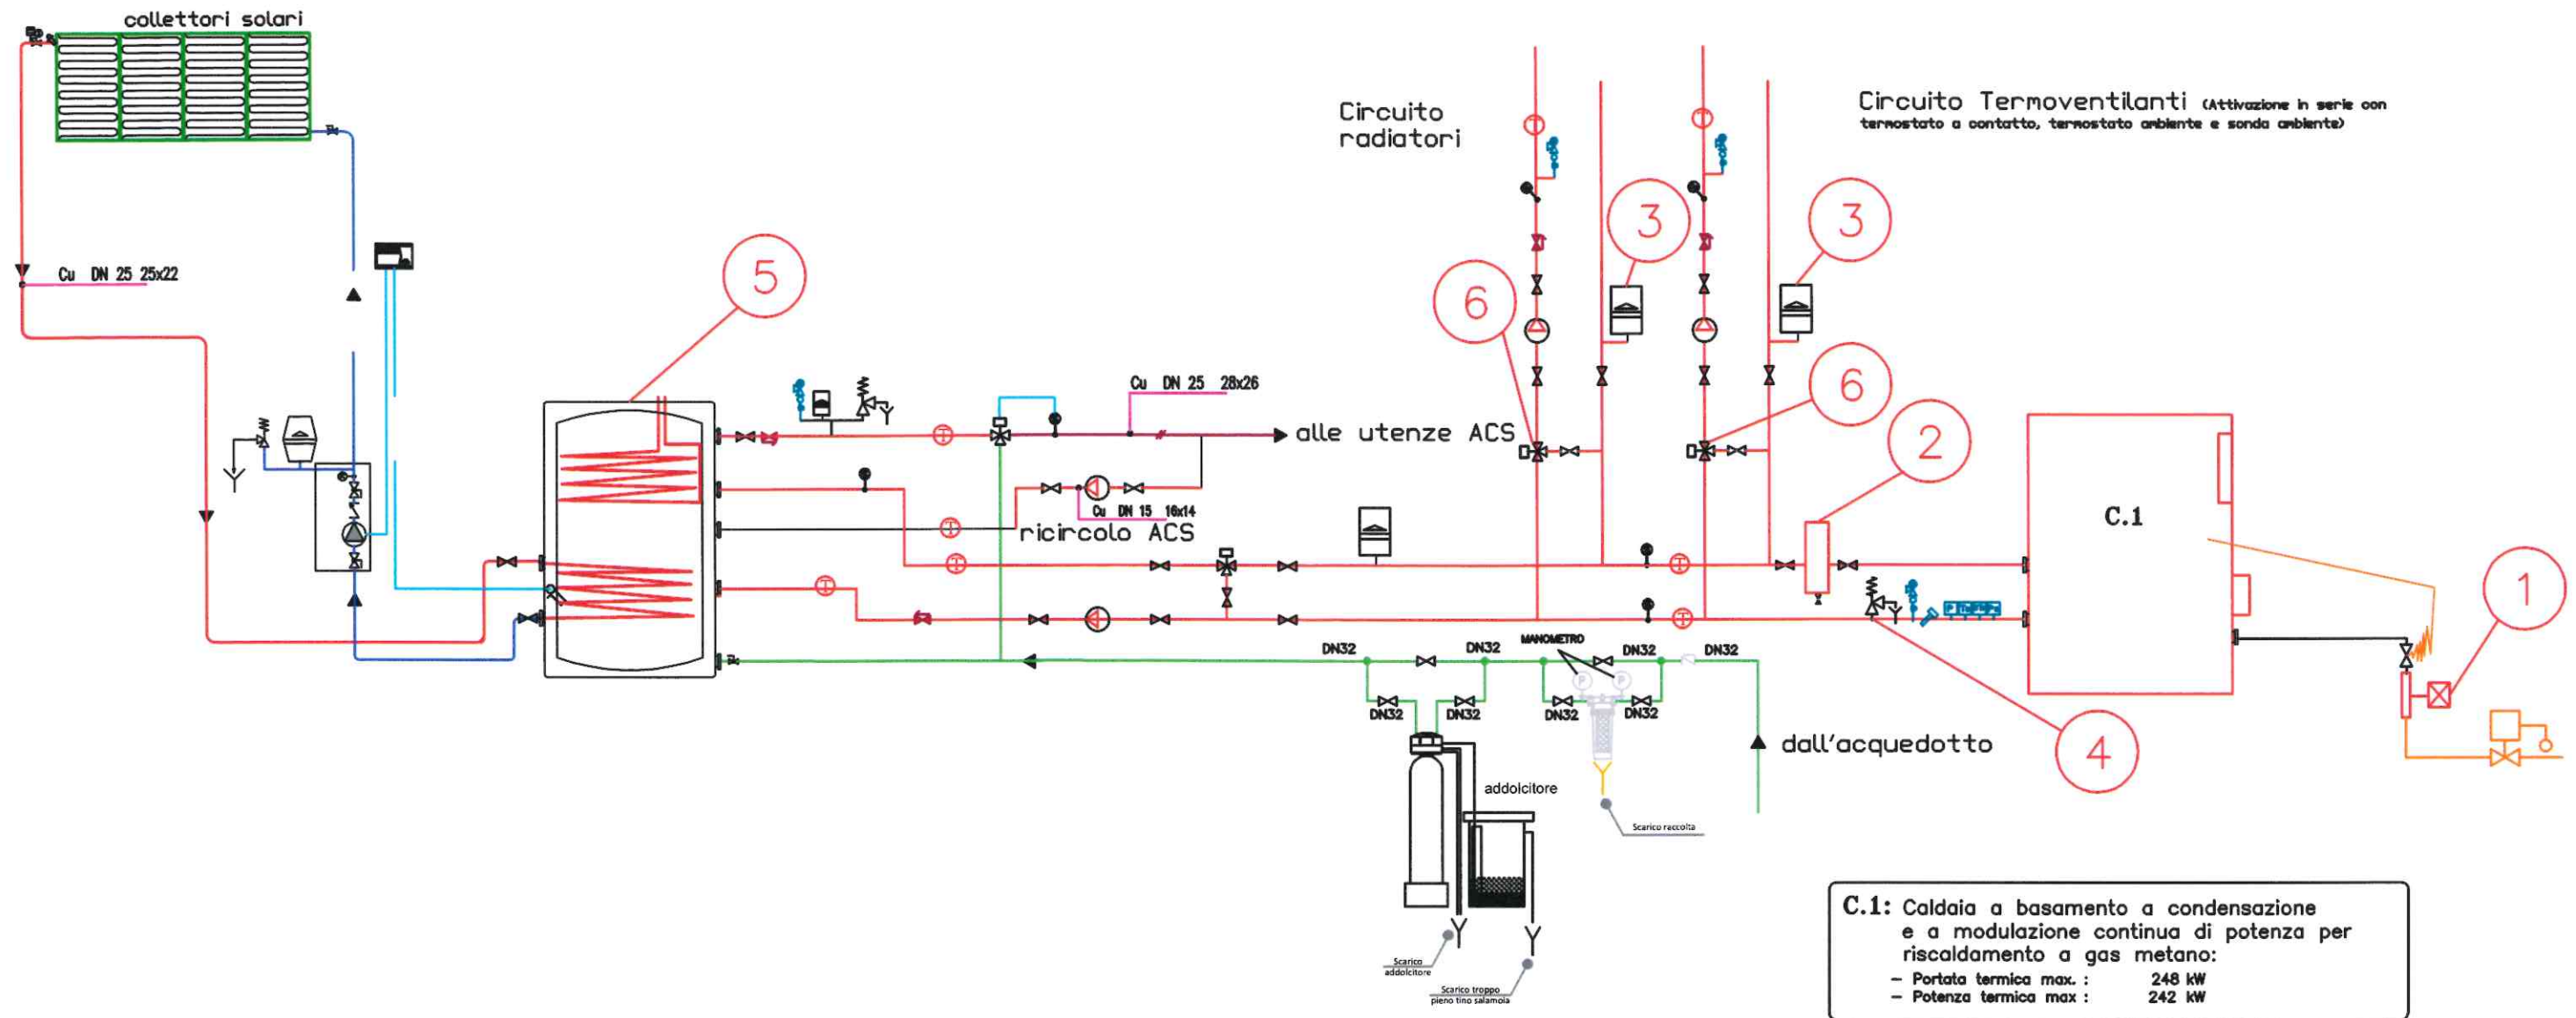 collettori solari
Circuito
radiatori
Circuito Termoventilanti (Attivazione in serie con
termostato a contatto, termostato ambiente e sonda ambiente)
3
3
5
6
Cu DN 25 25x22
6
Cu DN 25 28x26
2
alle utenze ACS
C.1
Cu DN 15 16x14
ricircolo ACS
1
DN32
DN32
MANOMETRO
DN32
DN32
P
P
DN32
DN32
DN32
DN32
dall'acquedotto
4
addolcitore
Scarico raccolta
Scarico
addolcitore
Scarico troppo
pieno tino salamoia
C.1: Caldaia a basamento a condensazione
e a modulazione continua di potenza per
riscaldamento a gas metano:
– Portata termica max. : 248 kW
– Potenza termica max : 242 kW